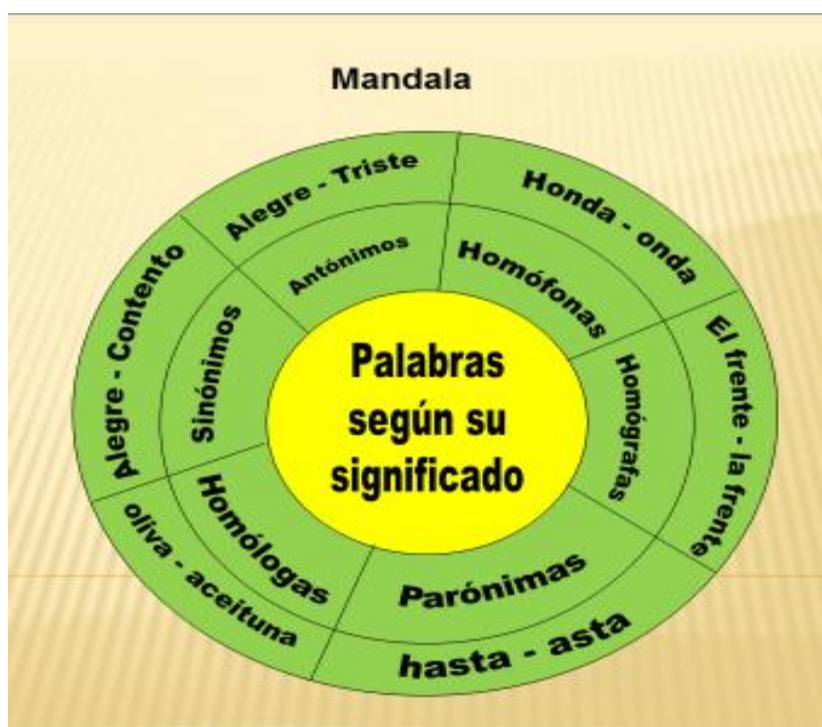 Mandala
Alegre - Triste
Honda - onda
Antónimos
Homófonas
Alegre - Contento
Sinónimos
Palabras
según su
significado
Homógrafas
El frente - la frente
Homólogas
oliva - aceituna
Parónimas
hasta - asta